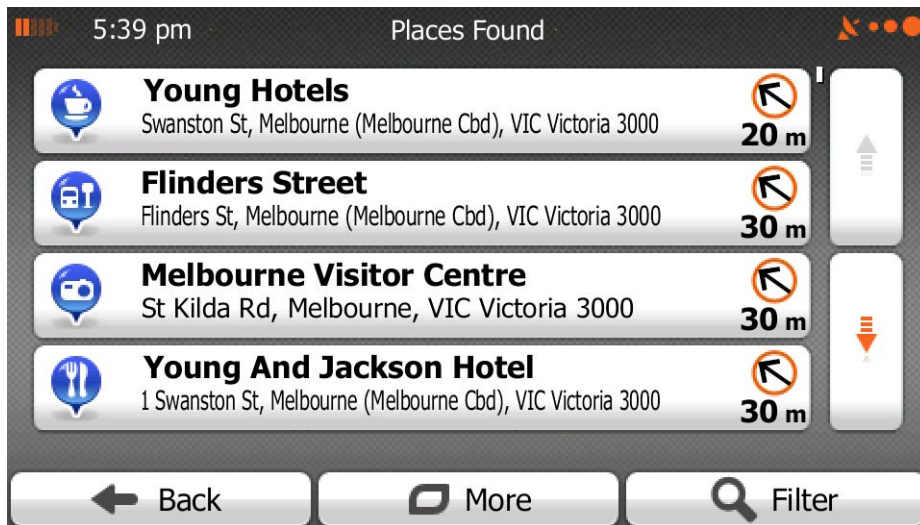 5:39 pm
Places Found
Young Hotels
Swanston St, Melbourne (Melbourne Cbd), VIC Victoria 3000
20 m
Flinders Street
Flinders St, Melbourne (Melbourne Cbd), VIC Victoria 3000
30 m
Melbourne Visitor Centre
St Kilda Rd, Melbourne, VIC Victoria 3000
30 m
Young And Jackson Hotel
1 Swanston St, Melbourne (Melbourne Cbd), VIC Victoria 3000
30 m
Back
More
Filter